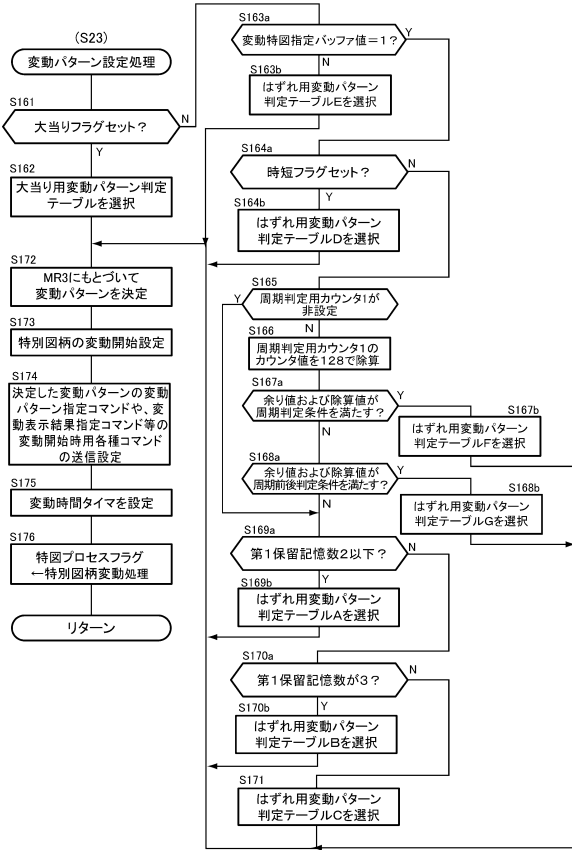 (S23)
変動パターン設定処理
S161
大当りフラグセット？
N
Y
S162
大当り用変動パターン判定
テーブルを選択
S172
MR3にもとづいて
変動パターンを決定
S173
特別図柄の変動開始設定
S174
決定した変動パターンの変動
パターン指定コマンドや、変
動表示結果指定コマンド等の
変動開始時用各種コマンド
の送信設定
S175
変動時間タイマを設定
S176
特図プロセスフラグ
←特別図柄変動処理
リターン
S163a
変動特図指定バッファ値＝1？
Y
N
S163b
はずれ用変動パターン
判定テーブルEを選択
S164a
時短フラグセット？
N
Y
S164b
はずれ用変動パターン
判定テーブルDを選択
S165
周期判定用カウンタ1が
非設定
Y
N
S166
周期判定用カウンタ1の
カウンタ値を128で除算
S167a
余り値および除算値が
周期判定条件を満たす？
Y
N
S167b
はずれ用変動パターン
判定テーブルFを選択
S168a
余り値および除算値が
周期前後判定条件を満たす？
Y
N
S168b
はずれ用変動パターン
判定テーブルGを選択
S169a
第1保留記憶数2以下？
N
Y
S169b
はずれ用変動パターン
判定テーブルAを選択
S170a
第1保留記憶数が3？
N
Y
S170b
はずれ用変動パターン
判定テーブルBを選択
S171
はずれ用変動パターン
判定テーブルCを選択